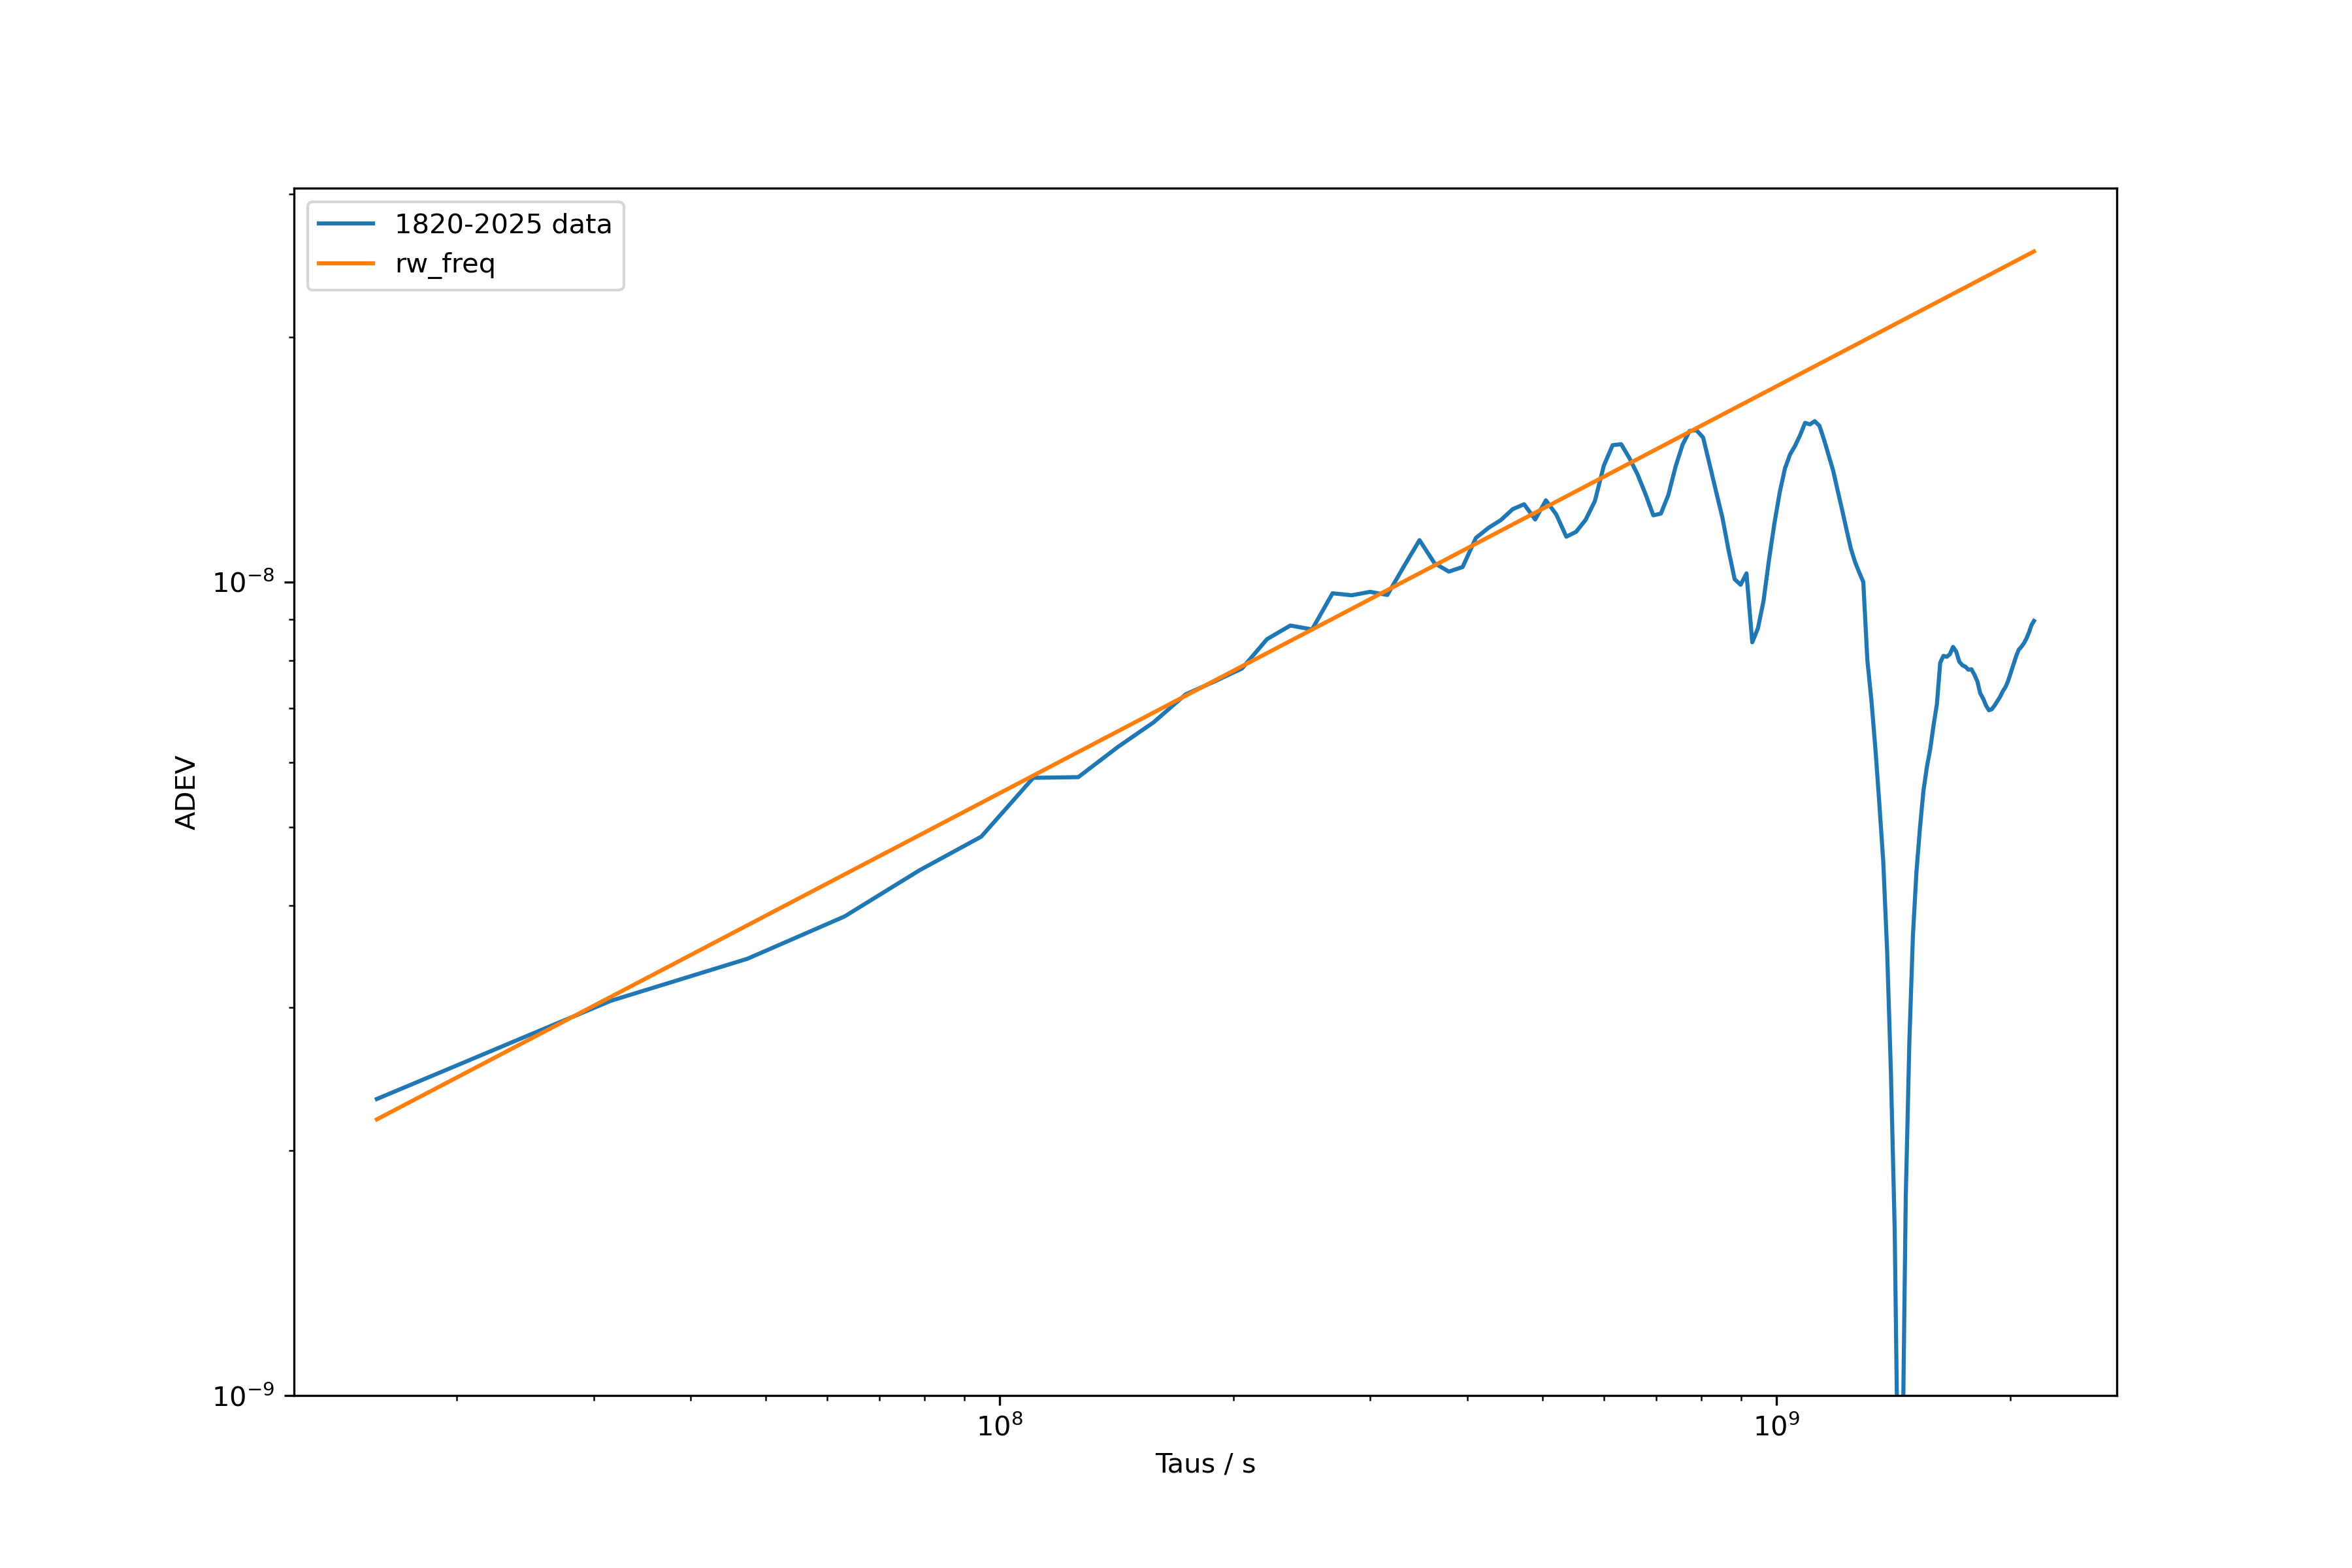 1820-2025 data
rw_freq
10⁻⁸
ADEV
10⁻⁹
10⁸
10⁹
Taus / s